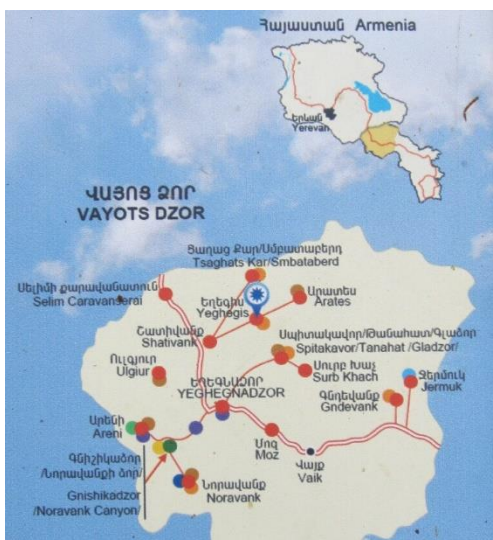 Հայաստան Armenia
Երևան
Yerevan
ՎԱՅՈՑ ՁՈՐ
VAYOTS DZOR
Ցաղաց Քար/Սմբատաբերդ
Tsaghats Kar/Smbataberd
Սելիմի քարավանատուն
Selim Caravanserai
Եղեգիս
Yeghegis
Արատես
Arates
Շատիվանք
Shativank
Սպիտակավոր/Թանահատ/Գլաձոր/
Spitakavor/Tanahat /Gladzor/
Ուլգյուր
Ulgiur
Սուրբ Խաչ
Surb Khach
Ջերմուկ
Jermuk
ԵՂԵԳՆԱՁՈՐ
YEGHEGNADZOR
Գնդեվանք
Gndevank
Արենի
Areni
Մոզ
Moz
Վայք
Vaik
Գնիշիկաձոր
/Նորավանքի ձոր/
Նորավանք
Noravank
Gnishikadzor
/Noravank Canyon/